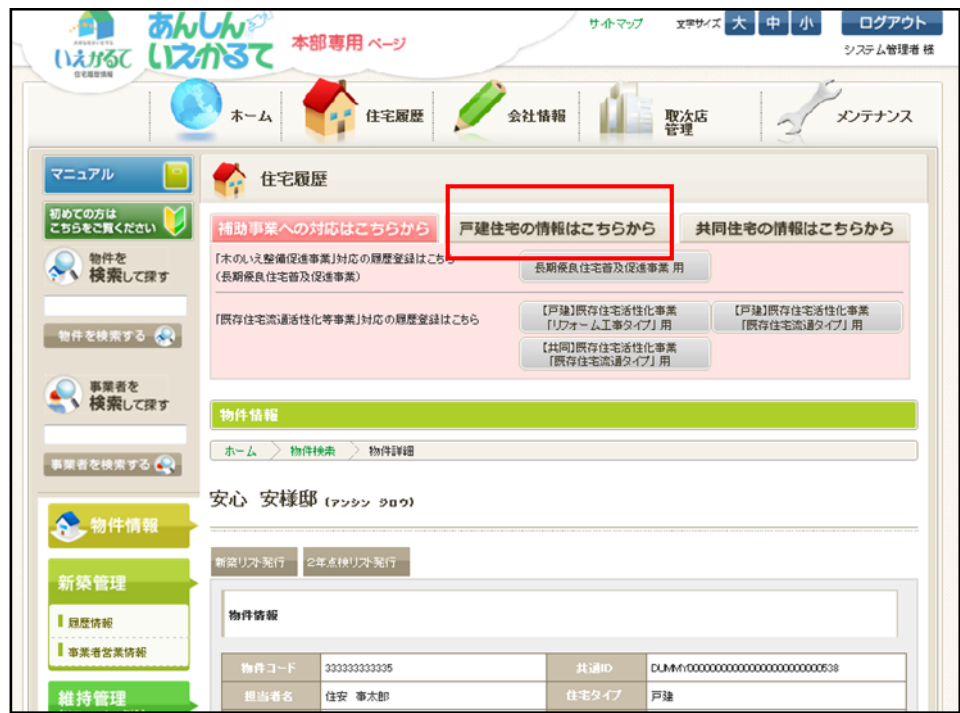 いえかるて
住宅履歴情報
あんしん
いえかるて
本部専用 ページ
サイトマップ
文字サイズ 大 中 小
ログアウト
システム管理者 様
ホーム
住宅履歴
会社情報
取次店
管理
メンテナンス
マニュアル
初めての方は
こちらをご覧ください
物件を
検索して探す
物件を検索する
事業者を
検索して探す
事業者を検索する
物件情報
新築管理
履歴情報
事業者営業情報
維持管理
住宅履歴
補助事業への対応はこちらから
戸建住宅の情報はこちらから
共同住宅の情報はこちらから
「木のいえ整備促進事業」対応の履歴登録はこちら
(長期優良住宅普及促進事業)
長期優良住宅普及促進事業 用
「既存住宅流通活性化等事業」対応の履歴登録はこちら
【戸建】既存住宅活性化事業
「リフォーム工事タイプ」用
【戸建】既存住宅活性化事業
「既存住宅流通タイプ」用
【共同】既存住宅活性化事業
「既存住宅流通タイプ」用
物件情報
ホーム 物件検索 物件詳細
安心 安様邸 (アンシン ジロウ)
新築リスト発行 2年点検リスト発行
物件情報
物件コード 333333333335 共通ID
担当者名 住安 事太郎 住宅タイプ 戸建